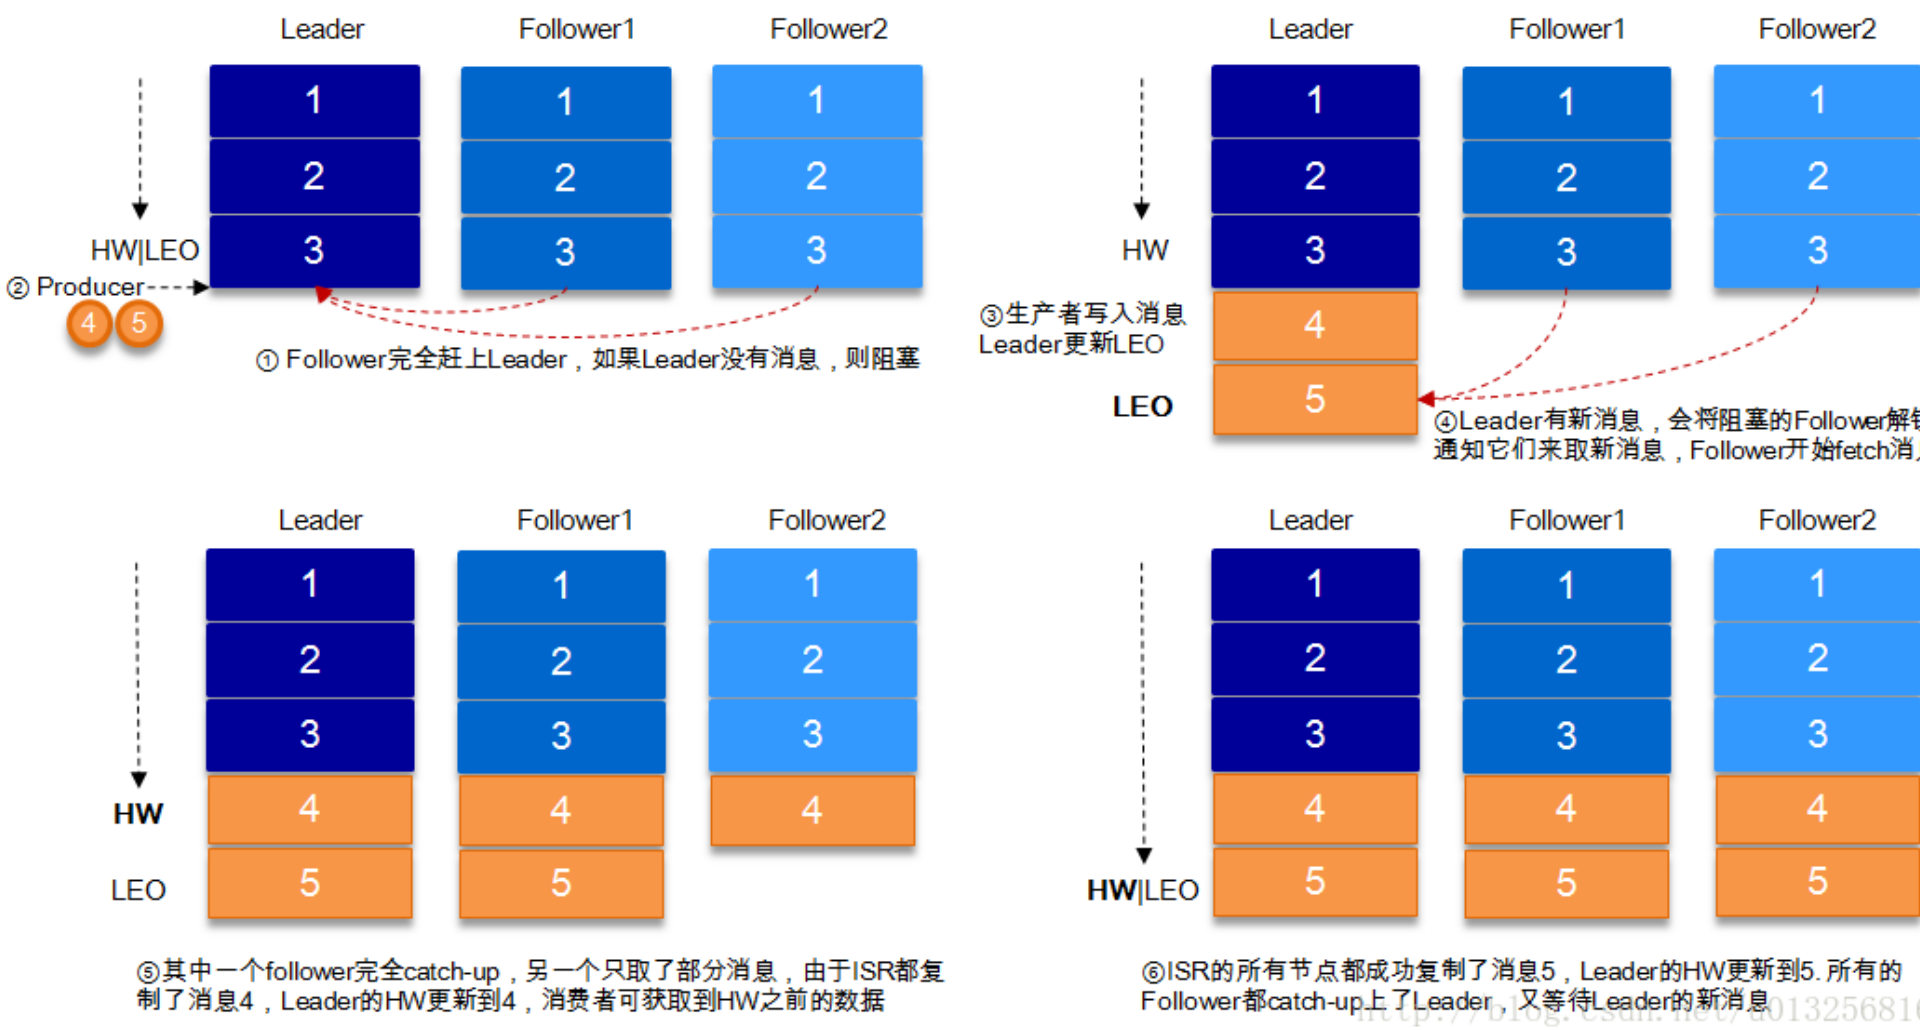 Leader Follower1 Follower2
1 1 1
2 2 2
HW|LEO 3 3 3
② Producer
4 5
① Follower完全赶上Leader，如果Leader没有消息，则阻塞
Leader Follower1 Follower2
1 1 1
2 2 2
HW 3 3 3
③生产者写入消息
Leader更新LEO
4
LEO 5
④Leader有新消息，会将阻塞的Follower解
通知它们来取新消息，Follower开始fetch消
Leader Follower1 Follower2
1 1 1
2 2 2
3 3 3
HW 4 4 4
LEO 5 5
⑤其中一个follower完全catch-up，另一个只取了部分消息，由于ISR都复
制了消息4，Leader的HW更新到4，消费者可获取到HW之前的数据
Leader Follower1 Follower2
1 1 1
2 2 2
3 3 3
4 4 4
HW|LEO 5 5 5
⑥ISR的所有节点都成功复制了消息5，Leader的HW更新到5. 所有的
Follower都catch-up上了Leader，又等待Leader的新消息
http://blog.csdn.net/u01325681